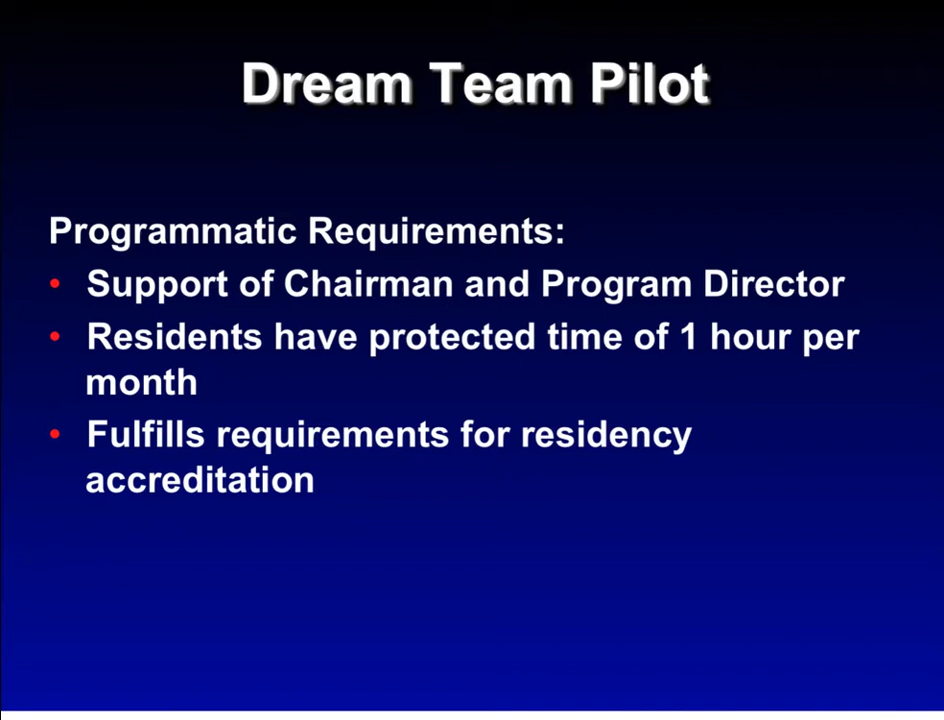 Dream Team Pilot
Programmatic Requirements:
• Support of Chairman and Program Director
• Residents have protected time of 1 hour per
month
• Fulfills requirements for residency
accreditation